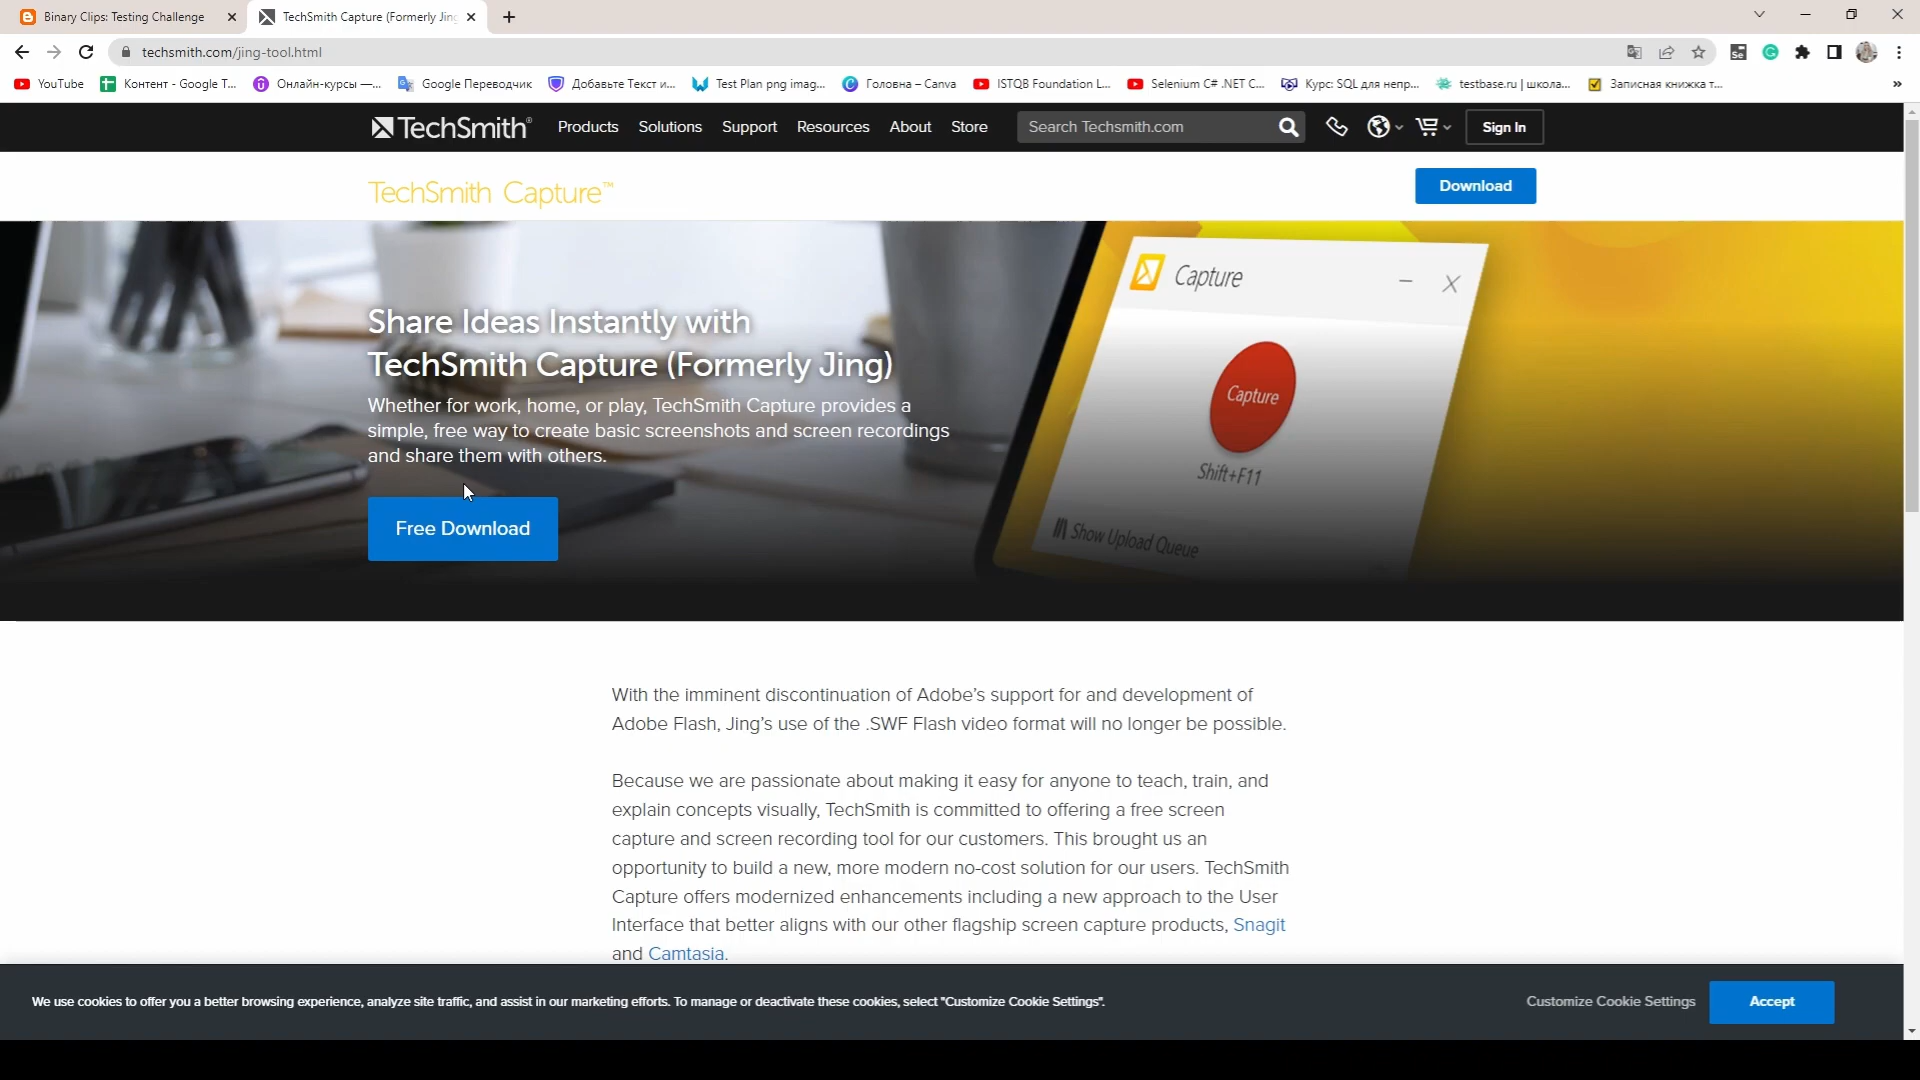 Binary Clips: Testing Challenge
TechSmith Capture (Formerly Jing
techsmith.com/jing-tool.html
YouTube
Контент - Google Т...
Онлайн-курсы —...
Google Переводчик
Добавьте Текст и...
Test Plan png imag...
Головна – Canva
ISTQB Foundation L...
Selenium C# .NET C...
Курс: SQL для непр...
testbase.ru | школа...
Записная книжка т...
»
TechSmith®
Products
Solutions
Support
Resources
About
Store
Search Techsmith.com
Sign In
TechSmith Capture™
Download
Share Ideas Instantly with
TechSmith Capture (Formerly Jing)
Whether for work, home, or play, TechSmith Capture provides a
simple, free way to create basic screenshots and screen recordings
and share them with others.
Free Download
Capture
Capture
Shift+F11
Show Upload Queue
With the imminent discontinuation of Adobe’s support for and development of
Adobe Flash, Jing’s use of the .SWF Flash video format will no longer be possible.
Because we are passionate about making it easy for anyone to teach, train, and
explain concepts visually, TechSmith is committed to offering a free screen
capture and screen recording tool for our customers. This brought us an
opportunity to build a new, more modern no-cost solution for our users. TechSmith
Capture offers modernized enhancements including a new approach to the User
Interface that better aligns with our other flagship screen capture products, Snagit
and Camtasia.
We use cookies to offer you a better browsing experience, analyze site traffic, and assist in our marketing efforts. To manage or deactivate these cookies, select "Customize Cookie Settings".
Customize Cookie Settings
Accept